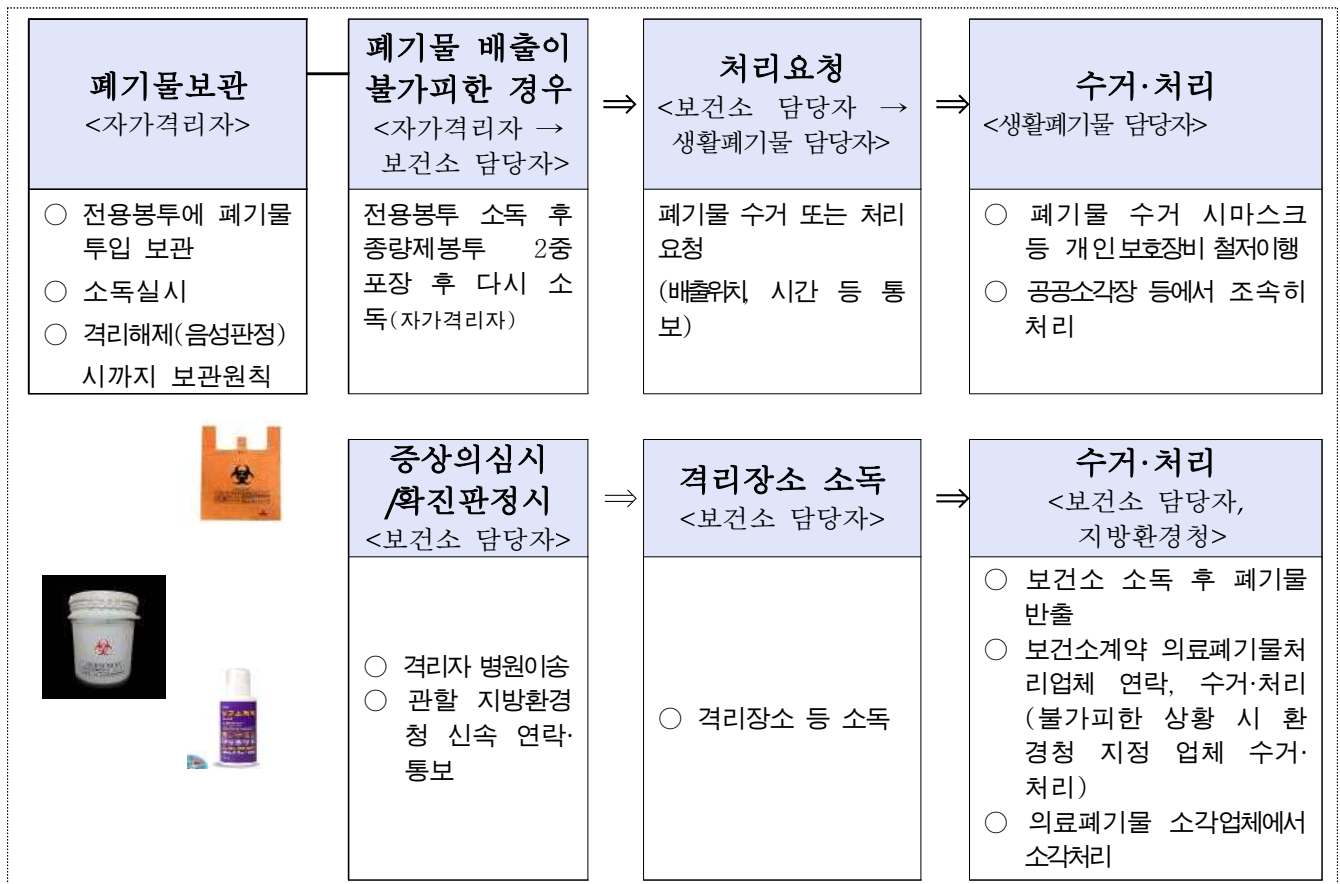 폐기물보관
<자가격리자>
○ 전용봉투에 폐기물
투입 보관
○ 소독실시
○ 격리해제(음성판정)
시까지 보관원칙
폐기물 배출이
불가피한 경우
<자가격리자 →
보건소 담당자>
전용봉투 소독 후
종량제봉투 2중
포장 후 다시 소
독(자가격리자)
⇒
처리요청
<보건소 담당자 →
생활폐기물 담당자>
폐기물 수거 또는 처리
요청
(배출위치, 시간 등 통
보)
⇒
수거·처리
<생활폐기물 담당자>
○ 폐기물 수거 시마스크
등 개인보호장비 철저이행
○ 공공소각장 등에서 조속히
처리
증상의심시
/확진판정시
<보건소 담당자>
○ 격리자 병원이송
○ 관할 지방환경
청 신속 연락·
통보
⇒
격리장소 소독
<보건소 담당자>
○ 격리장소 등 소독
⇒
수거·처리
<보건소 담당자,
지방환경청>
○ 보건소 소독 후 폐기물
반출
○ 보건소계약 의료폐기물처
리업체 연락, 수거·처리
(불가피한 상황 시 환
경청 지정 업체 수거·
처리)
○ 의료폐기물 소각업체에서
소각처리